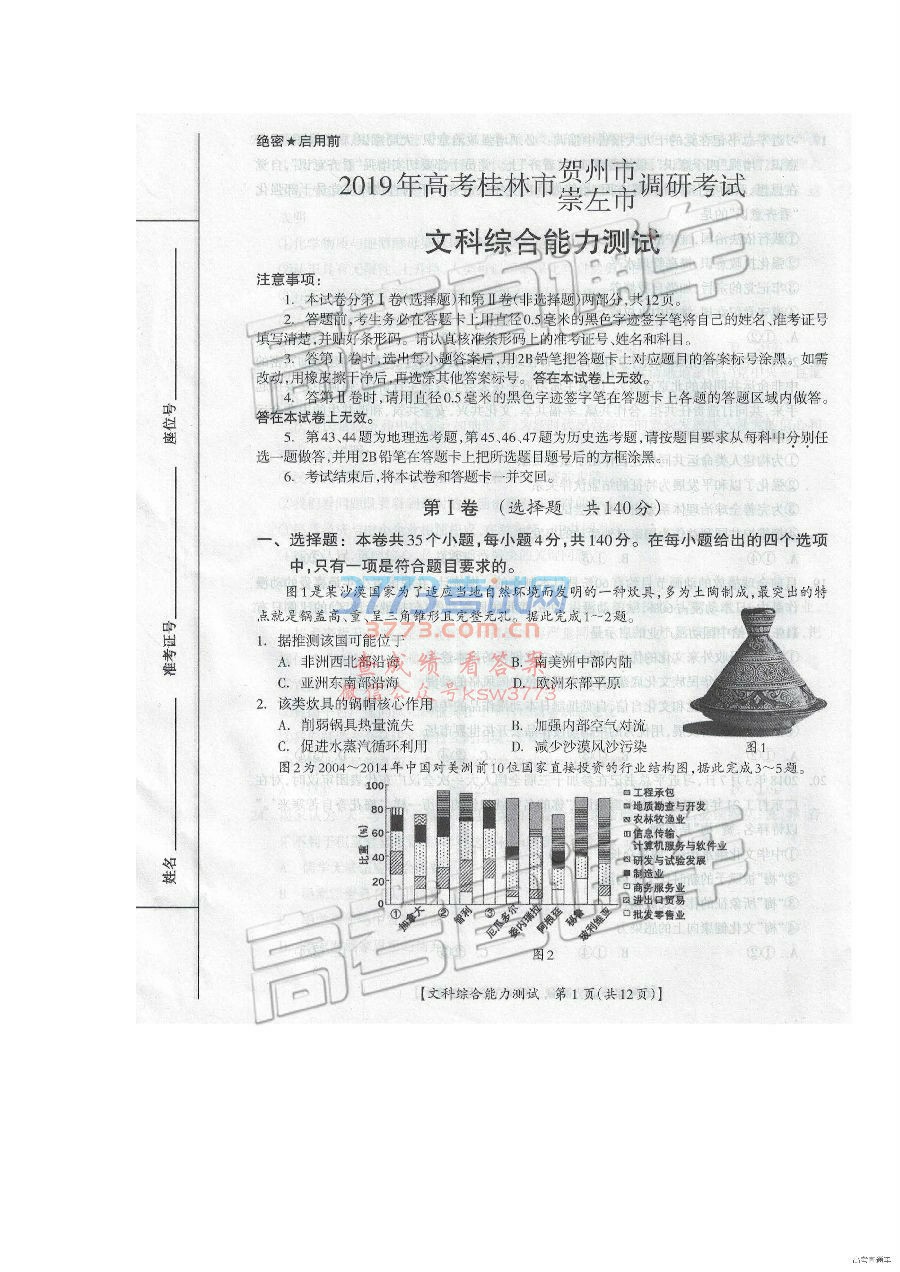 绝密★启用前
2019年高考桂林市 贺州市 崇左市 调研考试
文科综合能力测试
注意事项：
1. 本试卷分第Ⅰ卷(选择题)和第Ⅱ卷(非选择题)两部分,共12页。
2. 答题前,考生务必在答题卡上用直径0.5毫米的黑色字迹签字笔将自己的姓名、准考证号
填写清楚,并贴好条形码。请认真核准条形码上的准考证号、姓名和科目。
3. 答第Ⅰ卷时,选出每小题答案后,用2B铅笔把答题卡上对应题目的答案标号涂黑。如需
改动,用橡皮擦干净后,再选涂其他答案标号。答在本试卷上无效。
4. 答第Ⅱ卷时,请用直径0.5毫米的黑色字迹签字笔在答题卡上各题的答题区域内做答。
答在本试卷上无效。
5. 第43、44题为地理选考题,第45、46、47题为历史选考题,请按题目要求从每科中分别任
选一题做答,并用2B铅笔在答题卡上把所选题目题号后的方框涂黑。
6. 考试结束后,将本试卷和答题卡一并交回。
第Ⅰ卷 (选择题 共140分)
一、选择题：本卷共35个小题,每小题4分,共140分。在每小题给出的四个选项
中,只有一项是符合题目要求的。
图1是某沙漠国家为了适应当地自然环境而发明的一种炊具,多为土陶制成,最突出的特
点就是锅盖高、重、呈三角锥形且完整无孔。据此完成1～2题。
1. 据推测该国可能位于
A. 非洲西北部沿海 B. 南美洲中部内陆
C. 亚洲东南部沿海 D. 欧洲东部平原
2. 该类炊具的锅帽核心作用
A. 削弱锅具热量流失 B. 加强内部空气对流
C. 促进水蒸汽循环利用 D. 减少沙漠风沙污染
图1
图2为2004～2014年中国对美洲前10位国家直接投资的行业结构图,据此完成3～5题。
比重(%)
100
80
60
40
20
0
① 加拿大 ② 智利 ③ 厄瓜多尔 委内瑞拉 阿根廷 秘鲁 玻利维亚
工程承包
地质勘查与开发
农林牧渔业
信息传输、
计算机服务与软件业
研发与试验发展
制造业
商务服务业
进出口贸易
批发零售业
图2
【文科综合能力测试 第1页(共12页)】
座位号
准考证号
姓名
高考直通车
3773考试网
3773.com.cn
查成绩看答案
微信公众号ksw3773
高考直通车
高考直通车